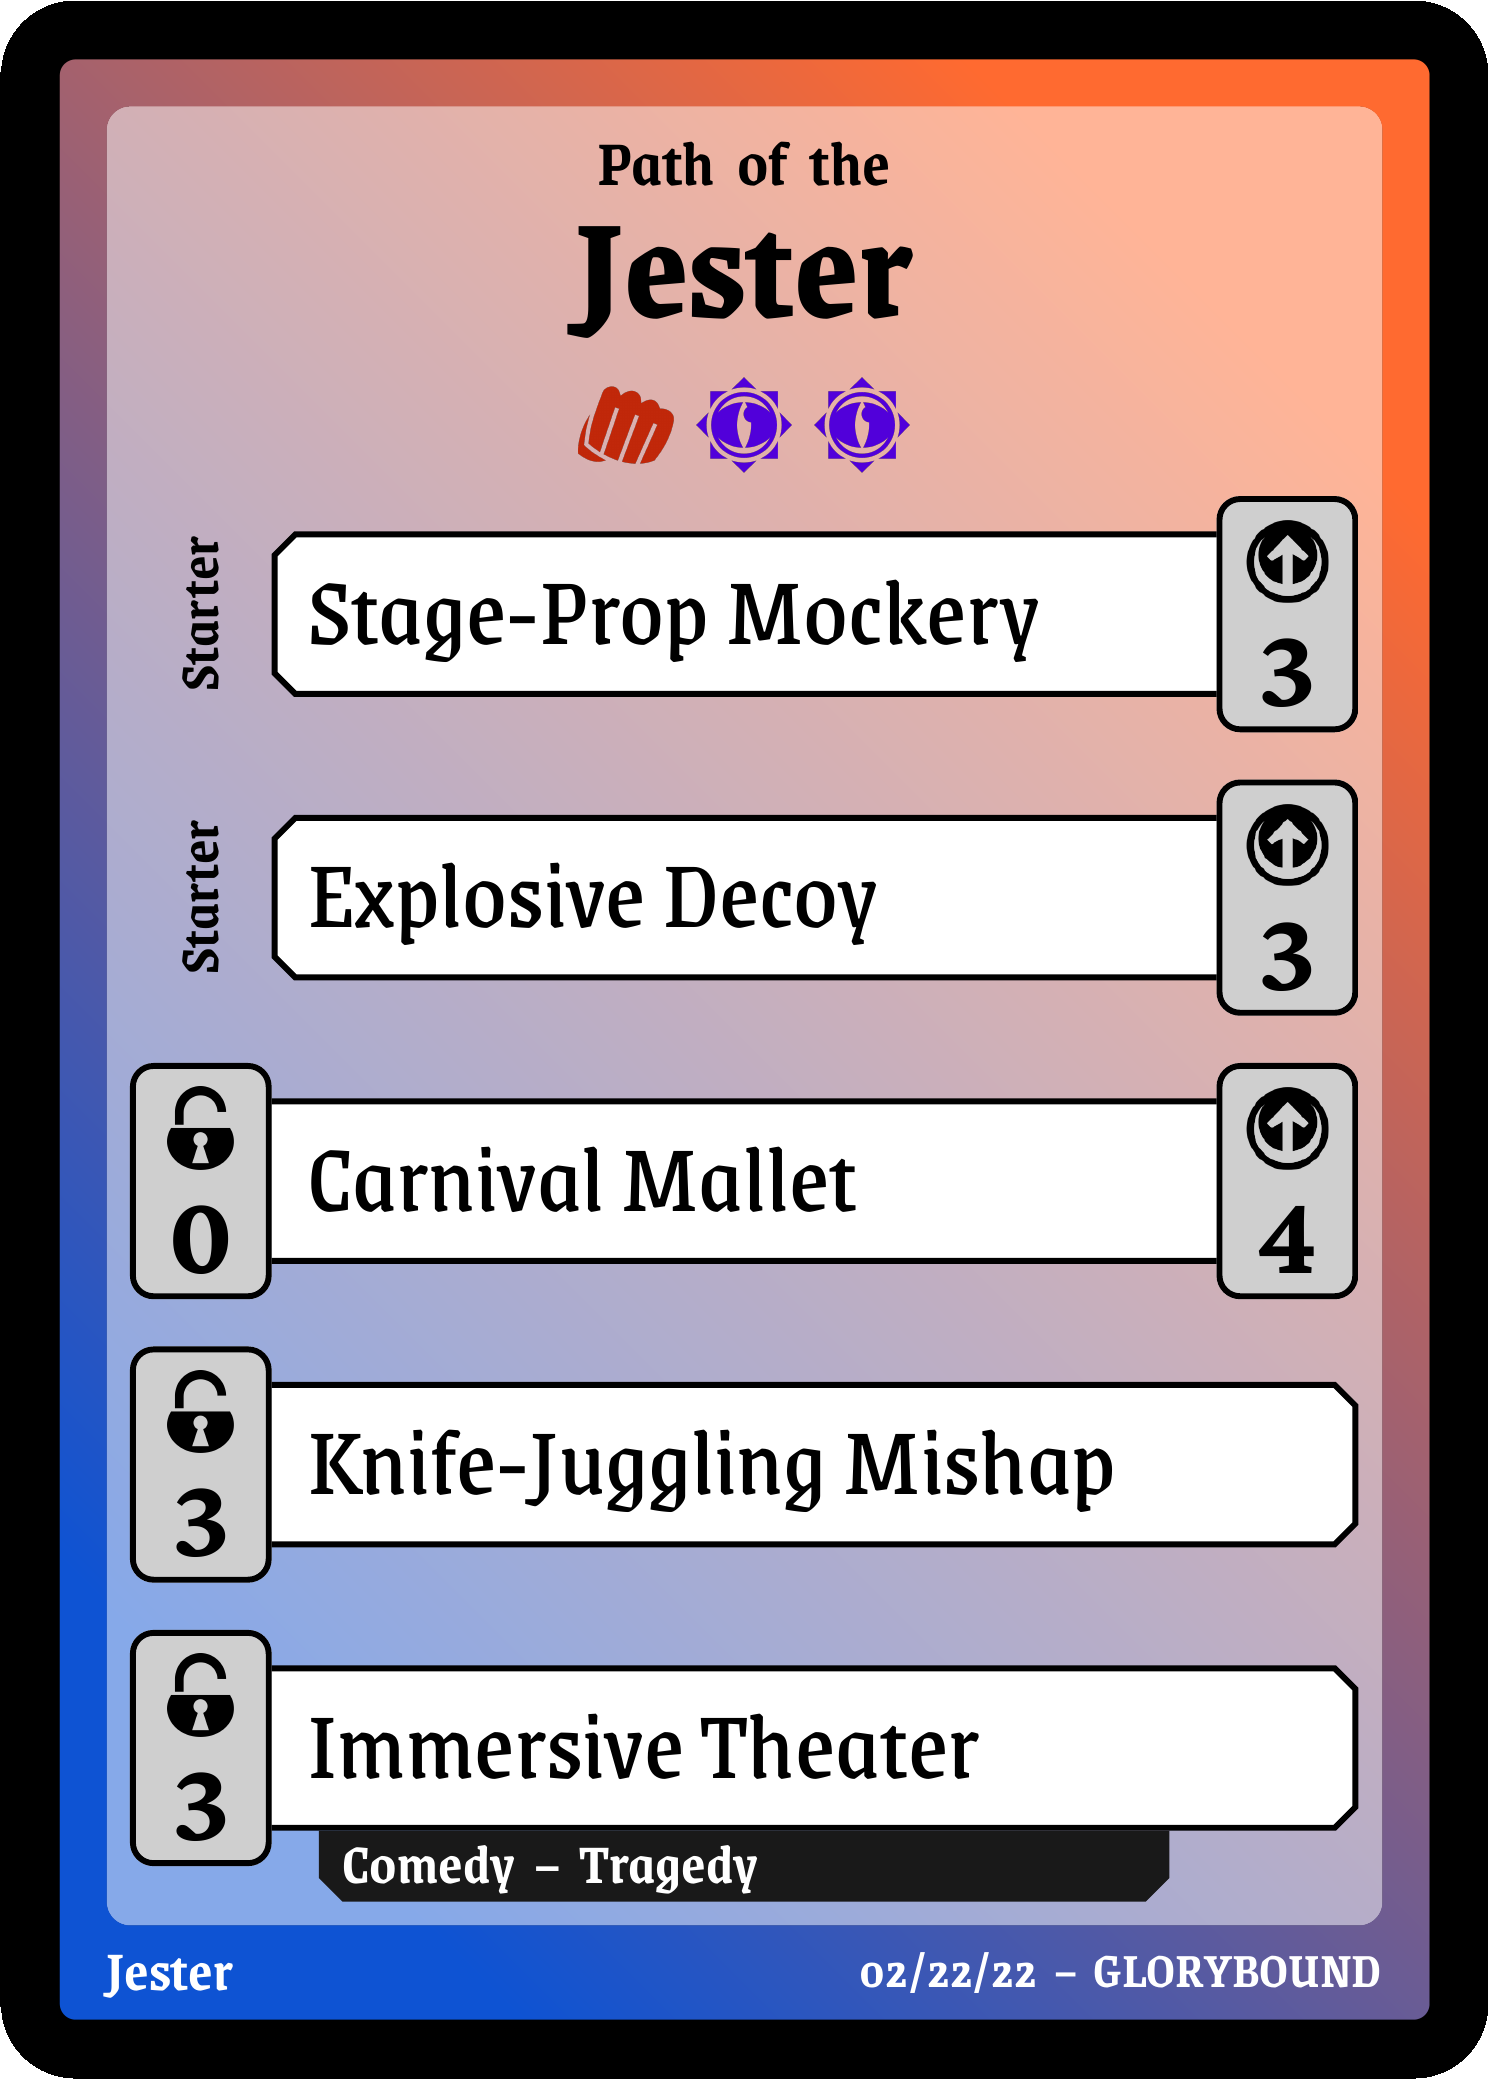 Path of the
Jester
Starter
Stage-Prop Mockery
3
Starter
Explosive Decoy
3
0
Carnival Mallet
4
3
Knife-Juggling Mishap
3
Immersive Theater
Comedy – Tragedy
Jester
02/22/22 – GLORYBOUND